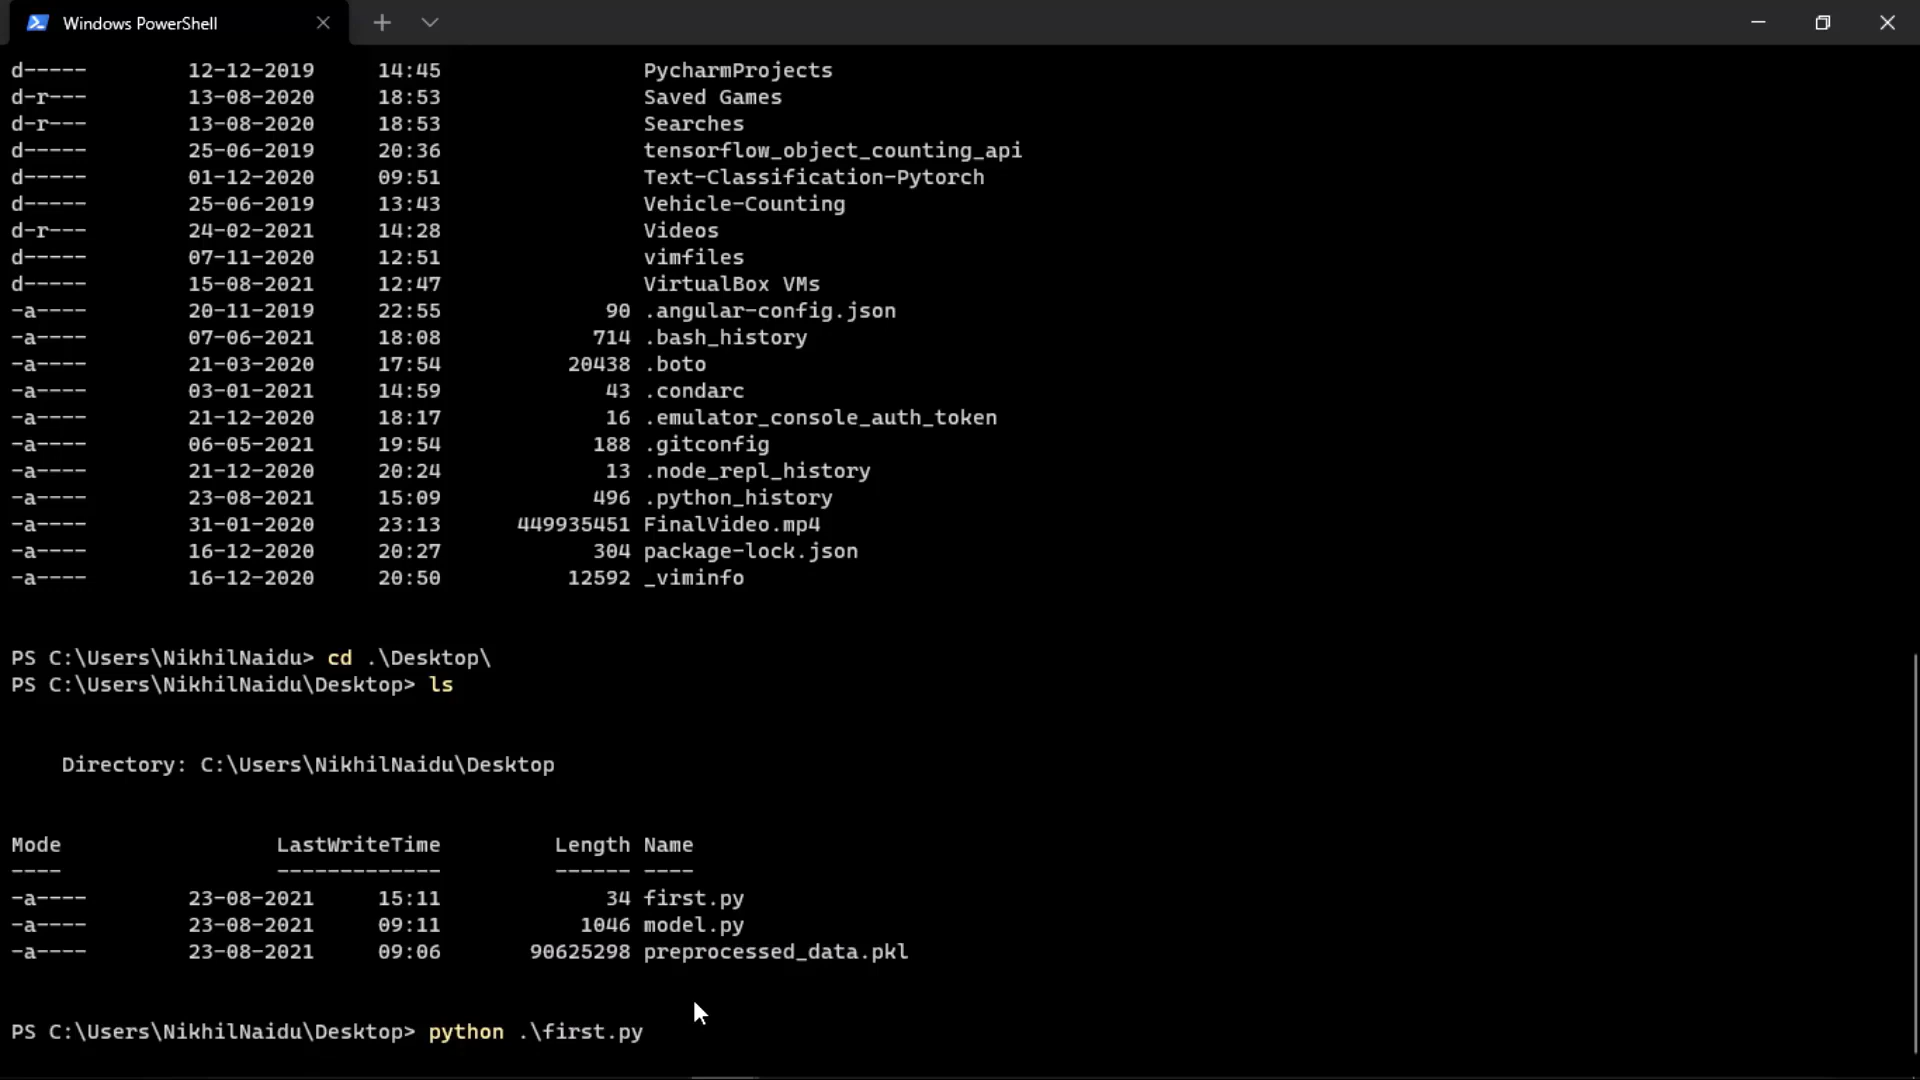 Windows PowerShell
d----- 12-12-2019 14:45 PycharmProjects
d-r--- 13-08-2020 18:53 Saved Games
d-r--- 13-08-2020 18:53 Searches
d----- 25-06-2019 20:36 tensorflow_object_counting_api
d----- 01-12-2020 09:51 Text-Classification-Pytorch
d----- 25-06-2019 13:43 Vehicle-Counting
d-r--- 24-02-2021 14:28 Videos
d----- 07-11-2020 12:51 vimfiles
d----- 15-08-2021 12:47 VirtualBox VMs
-a---- 20-11-2019 22:55 90 .angular-config.json
-a---- 07-06-2021 18:08 714 .bash_history
-a---- 21-03-2020 17:54 20438 .boto
-a---- 03-01-2021 14:59 43 .condarc
-a---- 21-12-2020 18:17 16 .emulator_console_auth_token
-a---- 06-05-2021 19:54 188 .gitconfig
-a---- 21-12-2020 20:24 13 .node_repl_history
-a---- 23-08-2021 15:09 496 .python_history
-a---- 31-01-2020 23:13 449935451 FinalVideo.mp4
-a---- 16-12-2020 20:27 304 package-lock.json
-a---- 16-12-2020 20:50 12592 _viminfo
PS C:\Users\NikhilNaidu> cd .\Desktop\
PS C:\Users\NikhilNaidu\Desktop> ls
Directory: C:\Users\NikhilNaidu\Desktop
Mode LastWriteTime Length Name
---- ------------- ------ ----
-a---- 23-08-2021 15:11 34 first.py
-a---- 23-08-2021 09:11 1046 model.py
-a---- 23-08-2021 09:06 90625298 preprocessed_data.pkl
PS C:\Users\NikhilNaidu\Desktop> python .\first.py